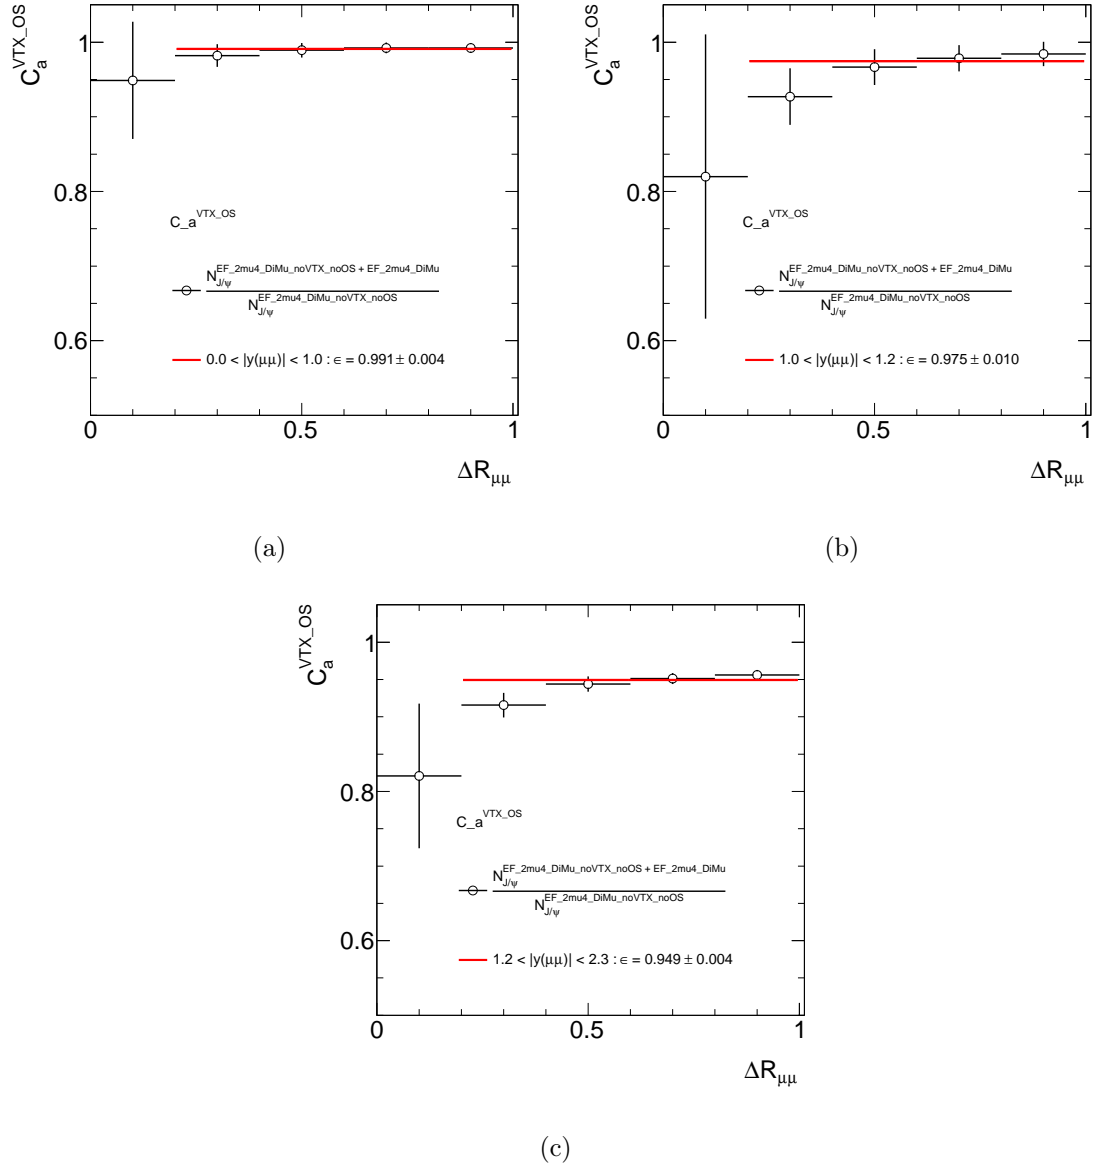 C_a^VTX_OS
1
0.8
0.6
C_a^VTX_OS
N_J/ψ^EF_2mu4_DiMu_noVTX_noOS + EF_2mu4_DiMu
N_J/ψ^EF_2mu4_DiMu_noVTX_noOS
0.0 < |y(μμ)| < 1.0 : ϵ = 0.991 ± 0.004
0 0.5 1
ΔR_μμ
(a)
C_a^VTX_OS
1
0.8
0.6
C_a^VTX_OS
N_J/ψ^EF_2mu4_DiMu_noVTX_noOS + EF_2mu4_DiMu
N_J/ψ^EF_2mu4_DiMu_noVTX_noOS
1.0 < |y(μμ)| < 1.2 : ϵ = 0.975 ± 0.010
0 0.5 1
ΔR_μμ
(b)
C_a^VTX_OS
1
0.8
0.6
C_a^VTX_OS
N_J/ψ^EF_2mu4_DiMu_noVTX_noOS + EF_2mu4_DiMu
N_J/ψ^EF_2mu4_DiMu_noVTX_noOS
1.2 < |y(μμ)| < 2.3 : ϵ = 0.949 ± 0.004
0 0.5 1
ΔR_μμ
(c)